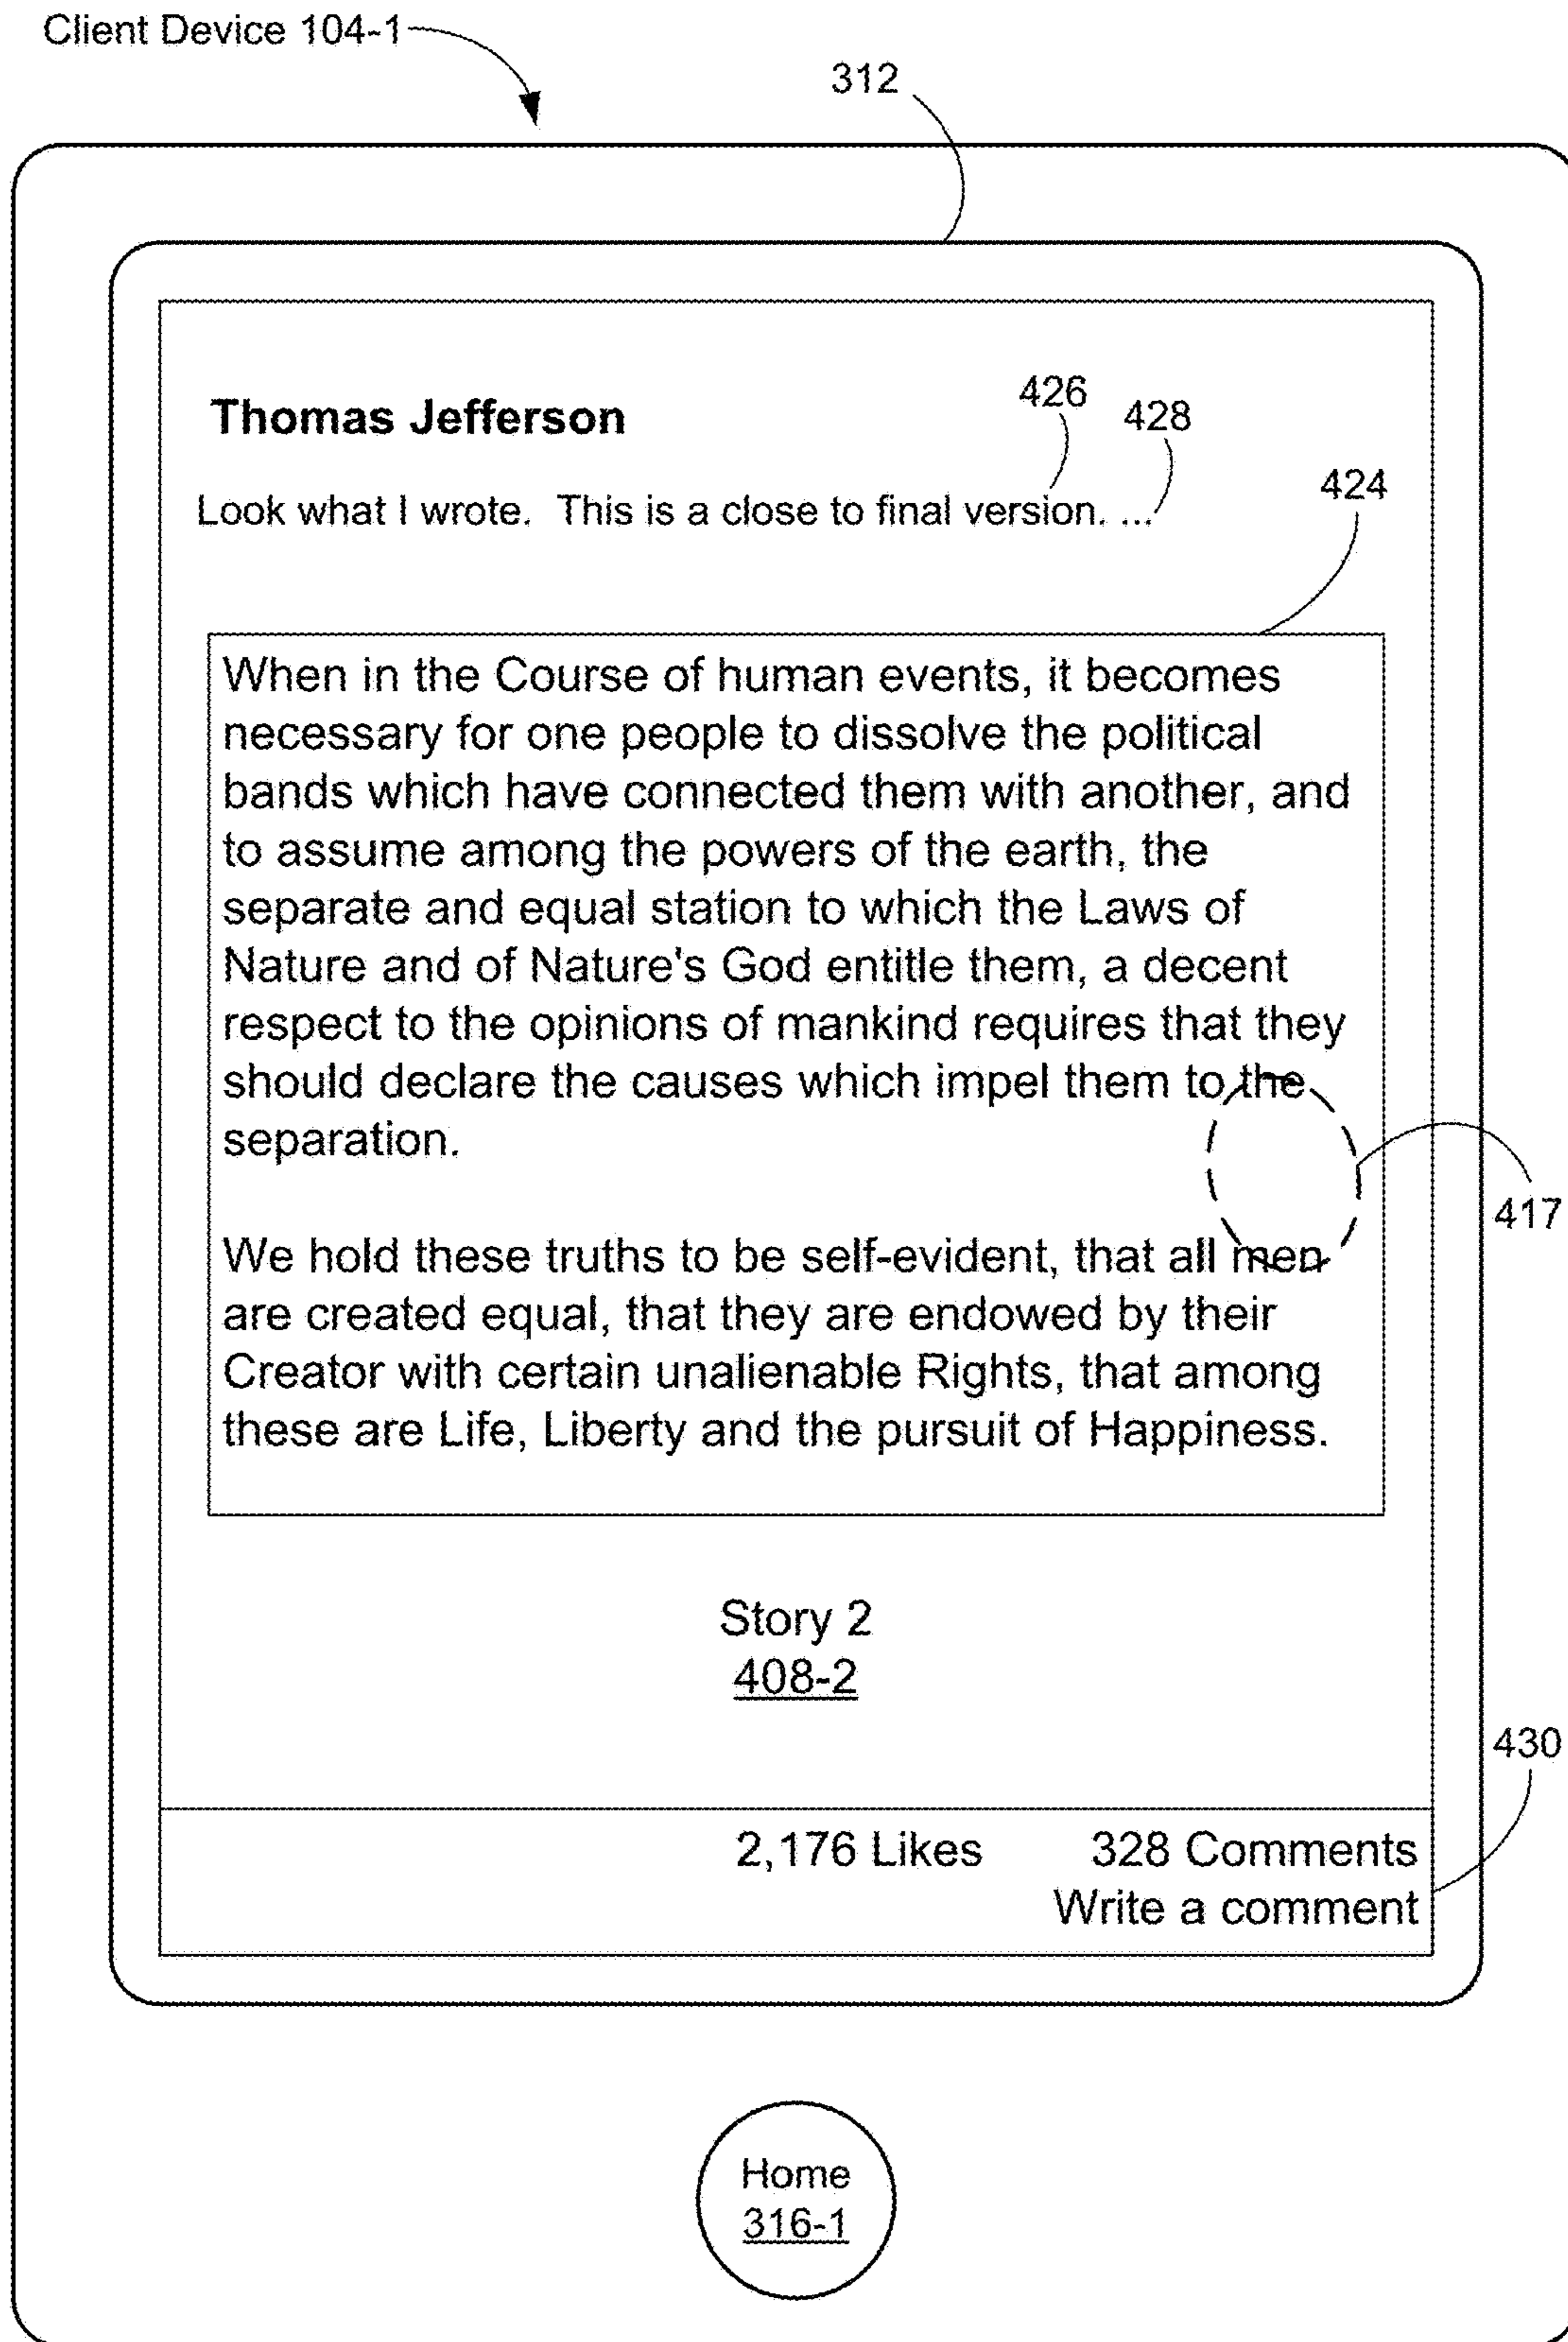 Client Device 104-1
312
Thomas Jefferson
426
428
Look what I wrote.  This is a close to final version. ...
424
When in the Course of human events, it becomes
necessary for one people to dissolve the political
bands which have connected them with another, and
to assume among the powers of the earth, the
separate and equal station to which the Laws of
Nature and of Nature's God entitle them, a decent
respect to the opinions of mankind requires that they
should declare the causes which impel them to the
separation.
417
We hold these truths to be self-evident, that all men
are created equal, that they are endowed by their
Creator with certain unalienable Rights, that among
these are Life, Liberty and the pursuit of Happiness.
Story 2
408-2
430
2,176 Likes 328 Comments
Write a comment
Home
316-1